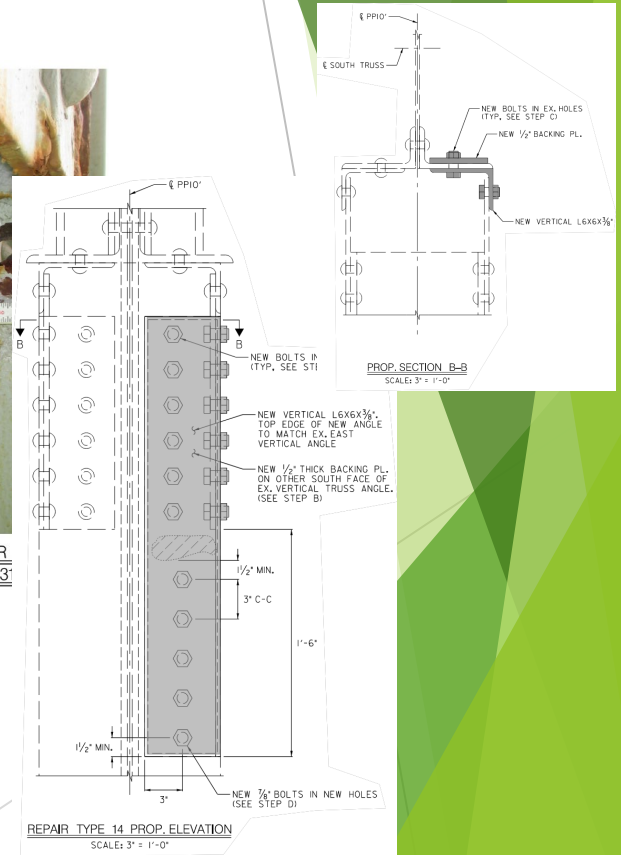 ℄ PP10'
℄ SOUTH TRUSS
NEW BOLTS IN EX. HOLES
(TYP, SEE STEP C)
NEW 1/2" BACKING PL.
NEW VERTICAL L6X6X3/8"
PROP. SECTION B-B
SCALE: 3" = 1'-0"
℄ PP10'
B
B
NEW BOLTS IN
(TYP, SEE
NEW VERTICAL L6X6X3/8".
TOP EDGE OF NEW ANGLE
TO MATCH EX. EAST
VERTICAL ANGLE
NEW 1/2" THICK BACKING PL.
ON OTHER SOUTH FACE OF
EX. VERTICAL TRUSS ANGLE.
(SEE STEP B)
1 1/2" MIN.
3" C-C
1'-6"
1 1/2" MIN.
3"
NEW 7/8" BOLTS IN NEW HOLES
(SEE STEP D)
REPAIR TYPE 14 PROP. ELEVATION
SCALE: 3" = 1'-0"